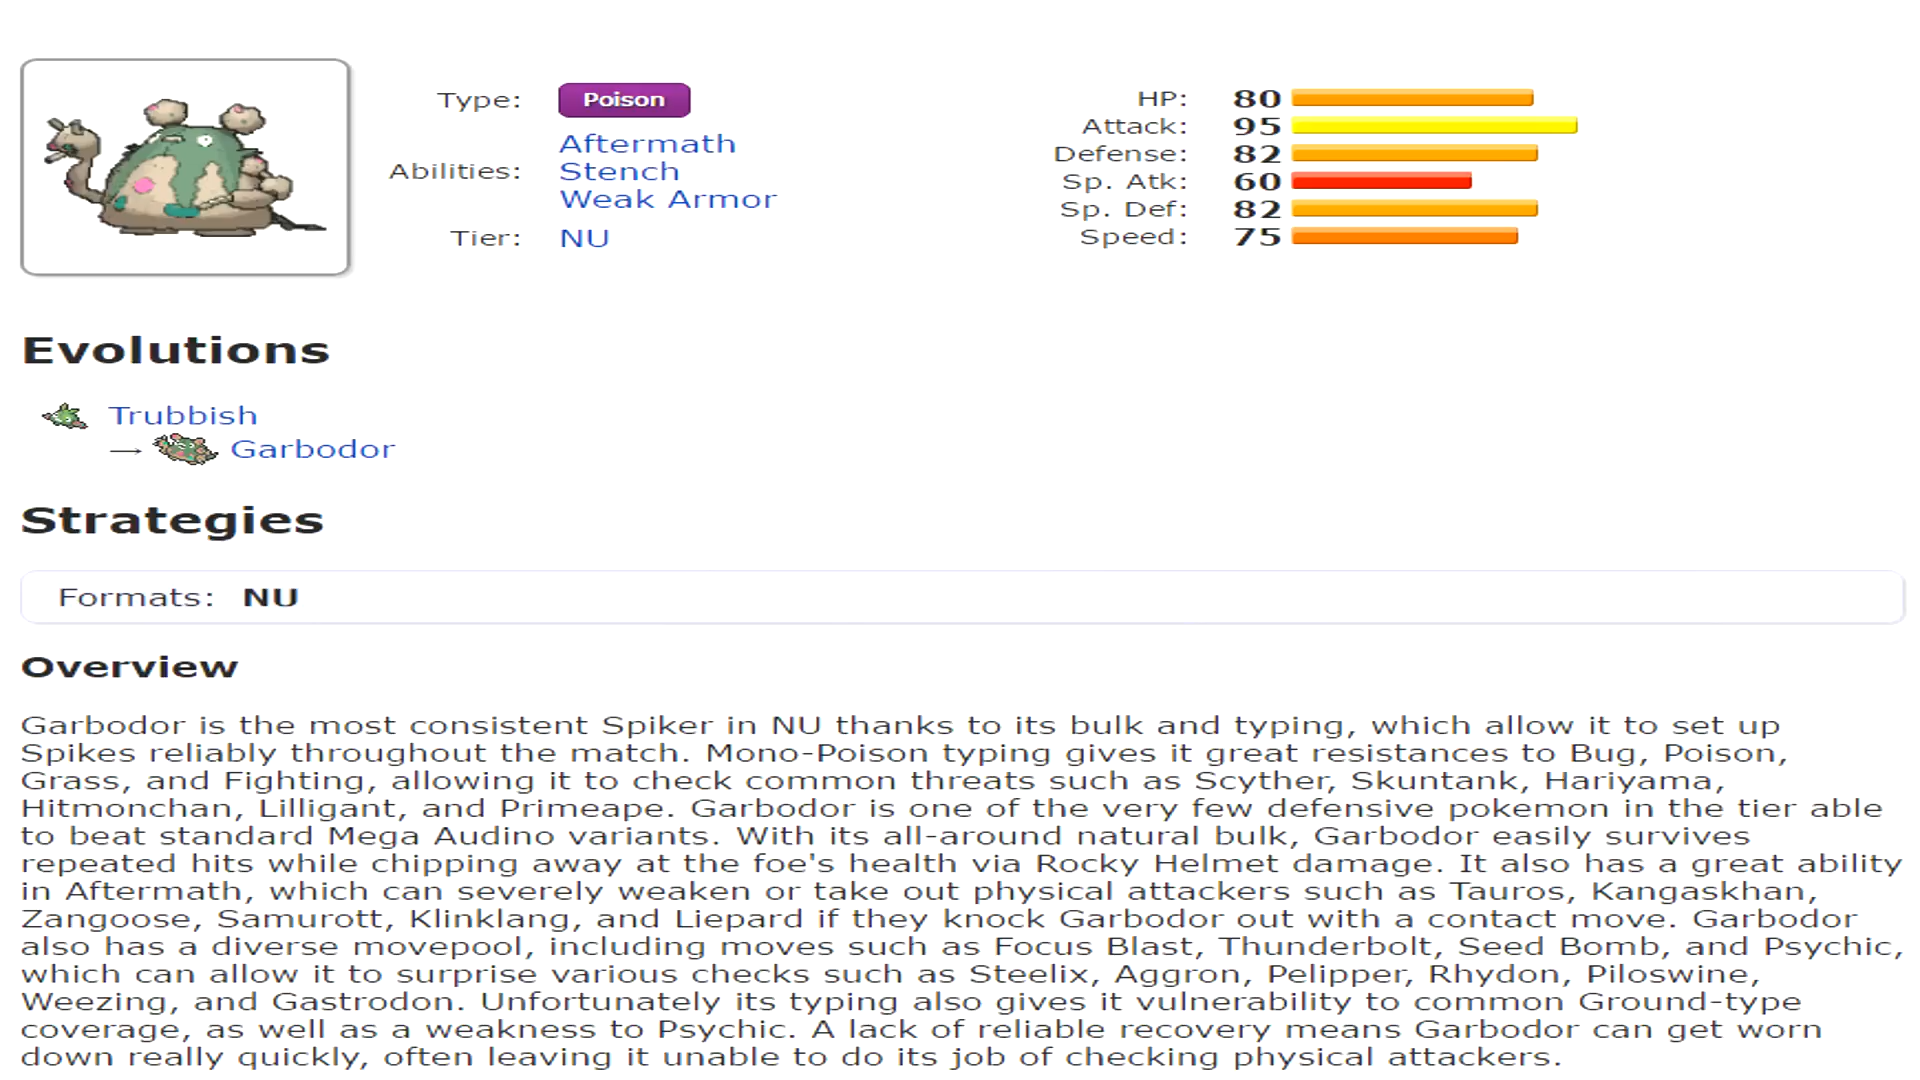 Type: Poison
Abilities: Aftermath
Stench
Weak Armor
Tier: NU
HP: 80
Attack: 95
Defense: 82
Sp. Atk: 60
Sp. Def: 82
Speed: 75
Evolutions
Trubbish
→ Garbodor
Strategies
Formats: NU
Overview
Garbodor is the most consistent Spiker in NU thanks to its bulk and typing, which allow it to set up
Spikes reliably throughout the match. Mono-Poison typing gives it great resistances to Bug, Poison,
Grass, and Fighting, allowing it to check common threats such as Scyther, Skuntank, Hariyama,
Hitmonchan, Lilligant, and Primeape. Garbodor is one of the very few defensive pokemon in the tier able
to beat standard Mega Audino variants. With its all-around natural bulk, Garbodor easily survives
repeated hits while chipping away at the foe's health via Rocky Helmet damage. It also has a great ability
in Aftermath, which can severely weaken or take out physical attackers such as Tauros, Kangaskhan,
Zangoose, Samurott, Klinklang, and Liepard if they knock Garbodor out with a contact move. Garbodor
also has a diverse movepool, including moves such as Focus Blast, Thunderbolt, Seed Bomb, and Psychic,
which can allow it to surprise various checks such as Steelix, Aggron, Pelipper, Rhydon, Piloswine,
Weezing, and Gastrodon. Unfortunately its typing also gives it vulnerability to common Ground-type
coverage, as well as a weakness to Psychic. A lack of reliable recovery means Garbodor can get worn
down really quickly, often leaving it unable to do its job of checking physical attackers.